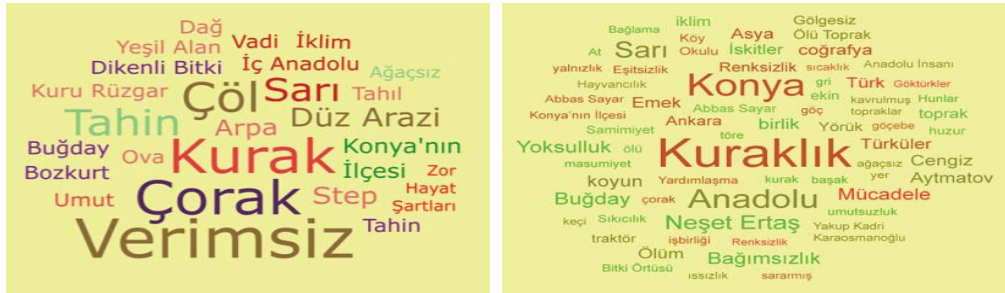 Dağ
Yeşil Alan Vadi İklim
Dikenli Bitki İç Anadolu Ağaçsız
Kuru Rüzgar Çöl Sarı Tahıl
Tahin Arpa Düz Arazi
Buğday Ova Kurak Konya'nın
Bozkurt İlçesi Zor
Umut Çorak Step Hayat
Şartları
Verimsiz Tahin
Bağlama iklim Gölgesiz
Köy Asya Ölü Toprak
At Sarı Okulu İskitler coğrafya
yalnızlık Eşitsizlik Renksizlik sıcaklık Anadolu İnsanı
Hayvancılık Konya gri Türk Göktürkler
Abbas Sayar Emek ekin kavrulmuş Hunlar
Konya'nın İlçesi Abbas Sayar göç topraklar toprak
Samimiyet Ankara birlik Yörük göçebe huzur
Yoksulluk ölü töre Kuraklık Türküler
masumiyet ağaçsız Cengiz
koyun Yardımlaşma kurak başak yer Aytmatov
Buğday çorak Anadolu Mücadele
keçi Sıkıcılık Neşet Ertaş umutsuzluk
Yakup Kadri
traktör işbirliği Renksizlik Karaosmanoğlu
Ölüm Bağımsızlık
Bitki Örtüsü ıssızlık sararmış